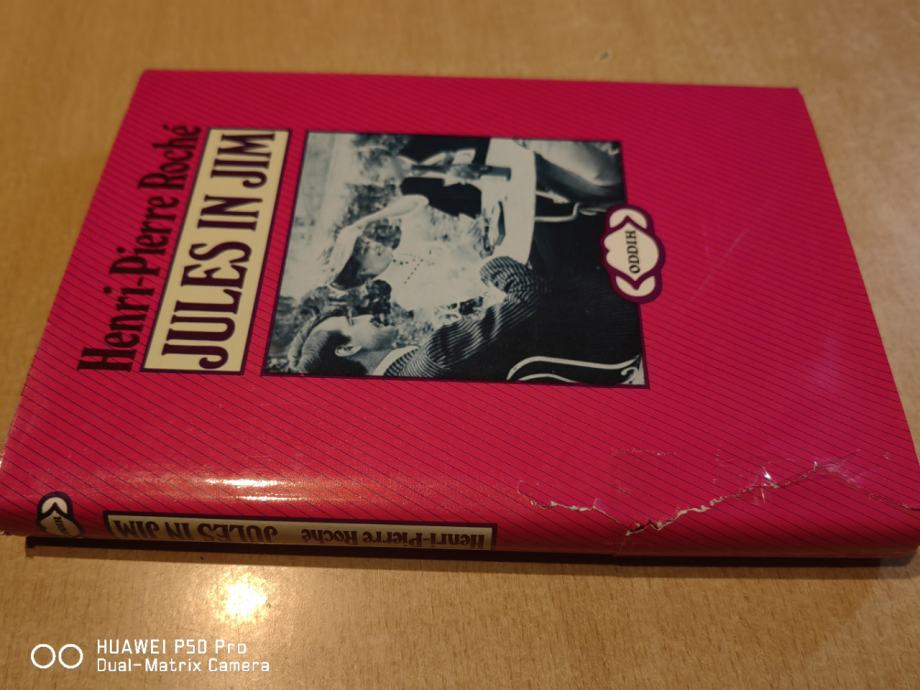 Henri-Pierre Roché
JULES IN JIM
ODDIH
ODDIH
JULES IN JIM Henri-Pierre Roché
HUAWEI P50 Pro
Dual-Matrix Camera